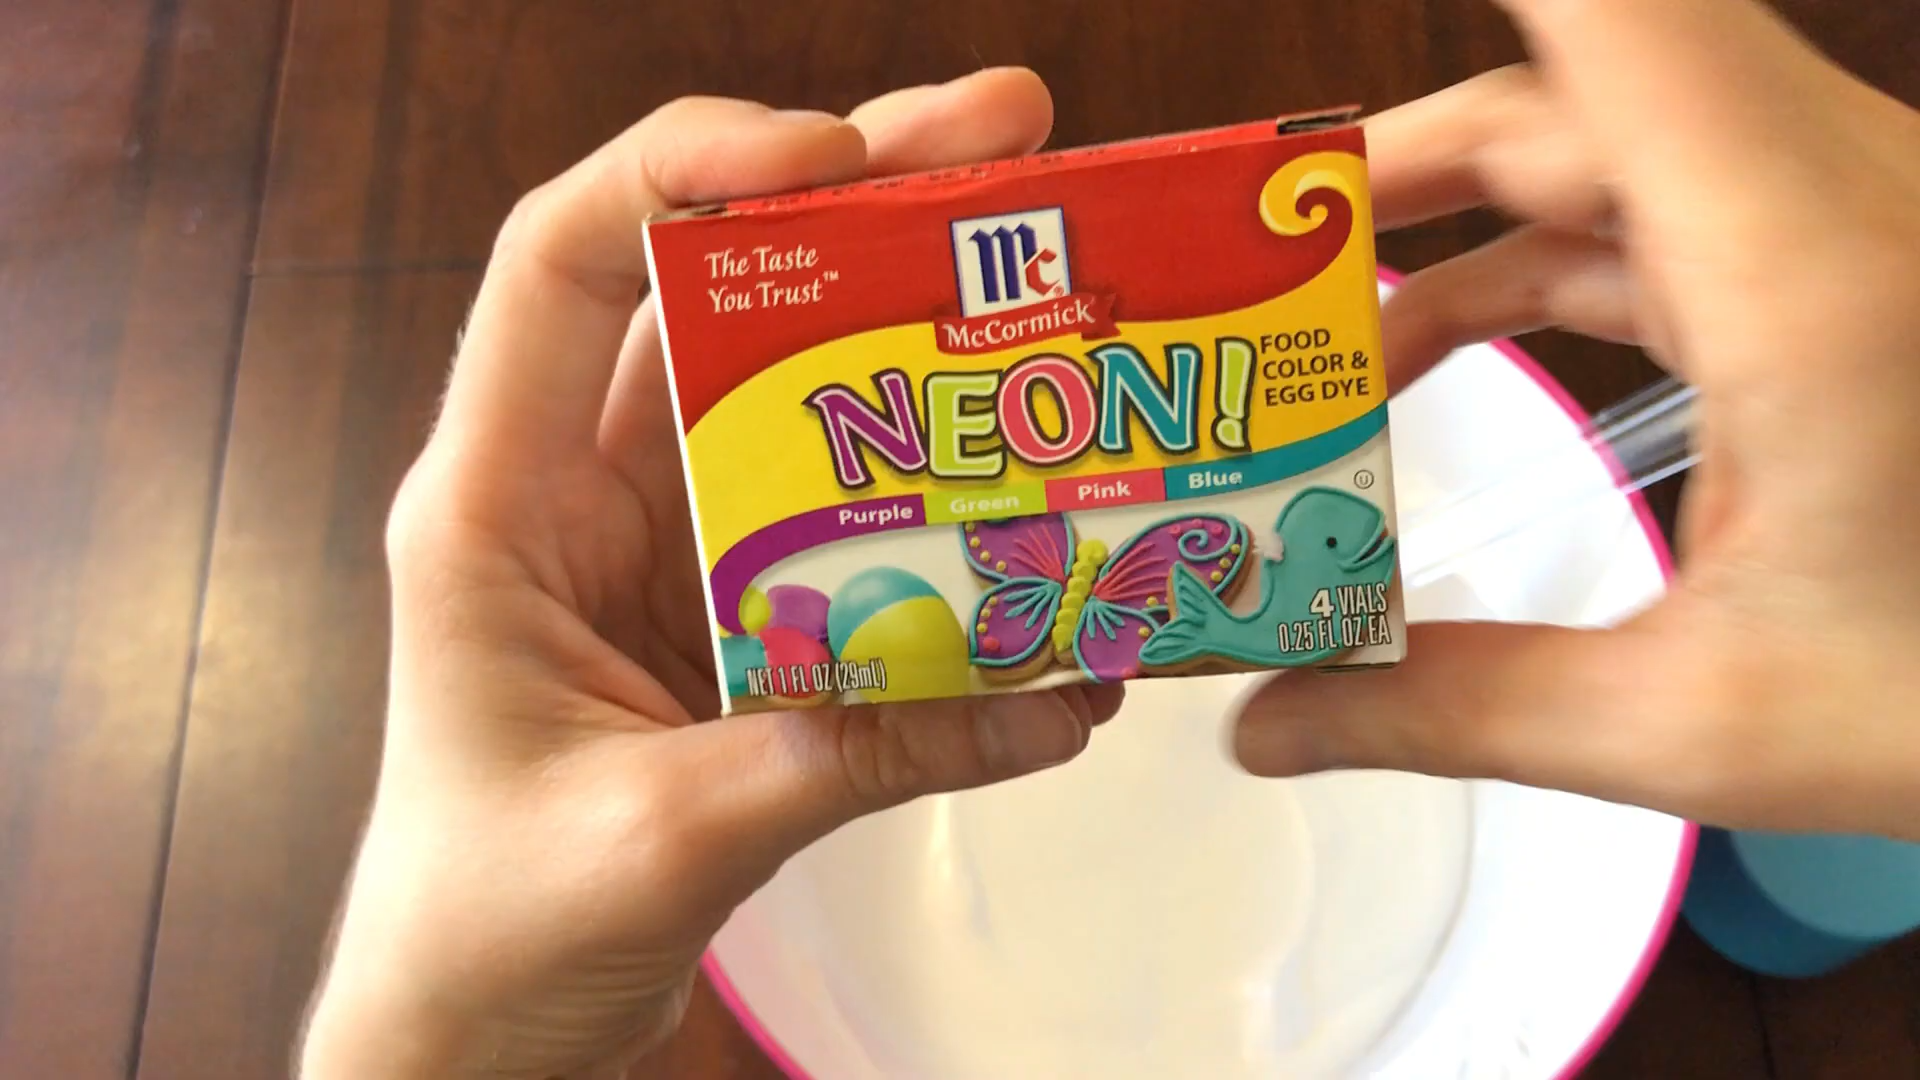 The Taste
You Trust™
Mc®
McCormick
NEON!
FOOD
COLOR &
EGG DYE
Purple Green Pink Blue
U
4 VIALS
0.25 FL OZ EA
NET 1 FL OZ (29mL)